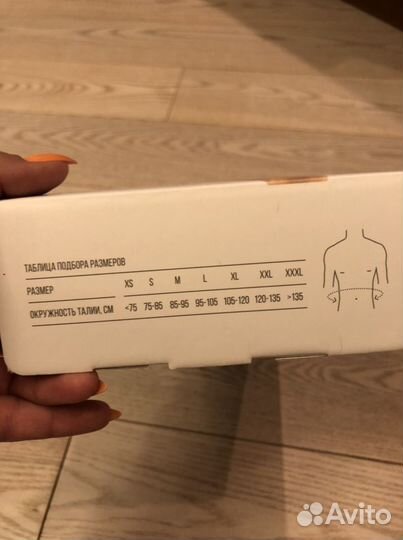 ТАБЛИЦА ПОДБОРА РАЗМЕРОВ
РАЗМЕР XS S M L XL XXL XXXL
ОКРУЖНОСТЬ ТАЛИИ, СМ <75 75-85 85-95 95-105 105-120 120-135 >135
Avito